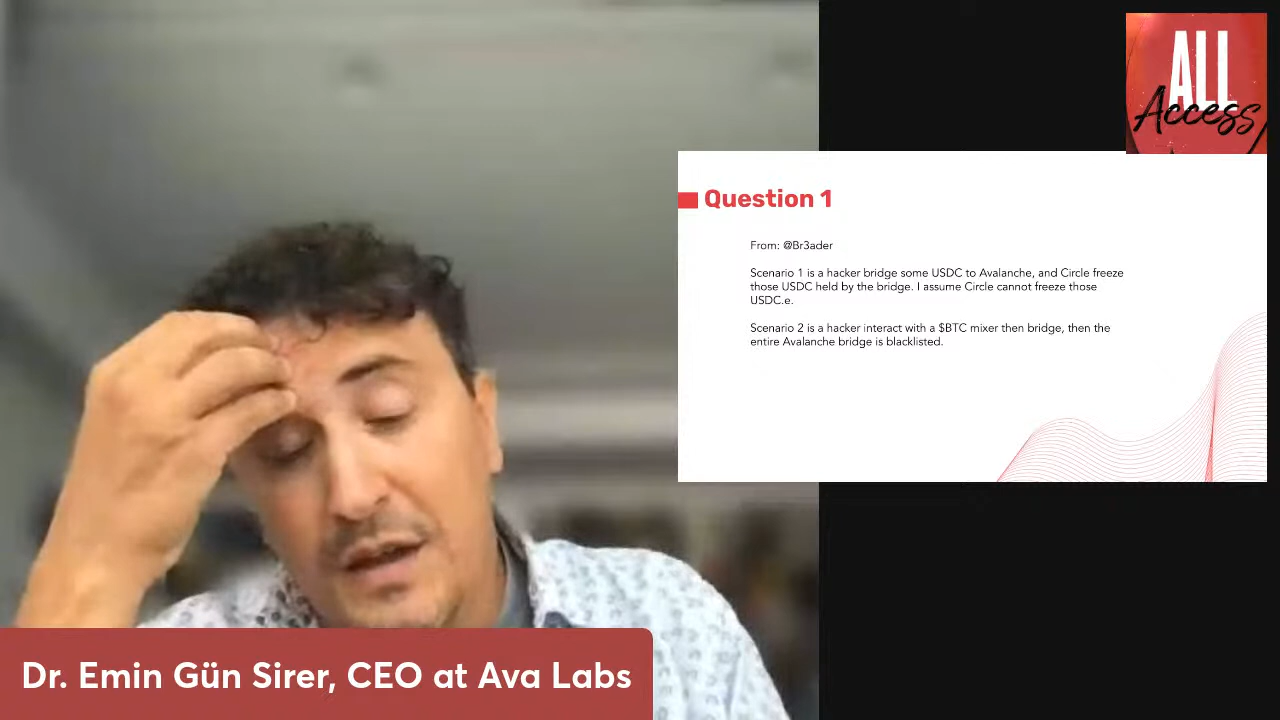 ALL
Access
Question 1
From: @Br3ader
Scenario 1 is a hacker bridge some USDC to Avalanche, and Circle freeze
those USDC held by the bridge. I assume Circle cannot freeze those
USDC.e.
Scenario 2 is a hacker interact with a $BTC mixer then bridge, then the
entire Avalanche bridge is blacklisted.
Dr. Emin Gün Sirer, CEO at Ava Labs